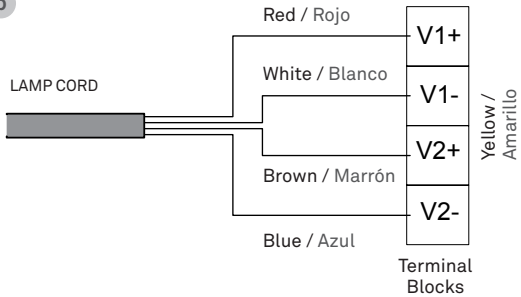 Red / Rojo
V1+
White / Blanco
LAMP CORD
V1-
Yellow /
Amarillo
V2+
Brown / Marrón
V2-
Blue / Azul
Terminal
Blocks